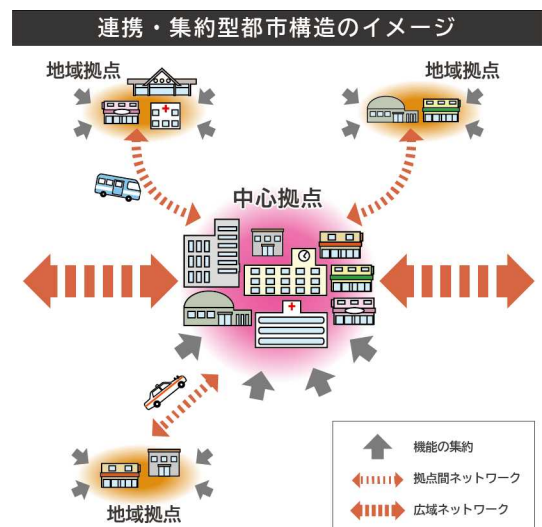 連携・集約型都市構造のイメージ
地域拠点
地域拠点
中心拠点
地域拠点
機能の集約
拠点間ネットワーク
広域ネットワーク